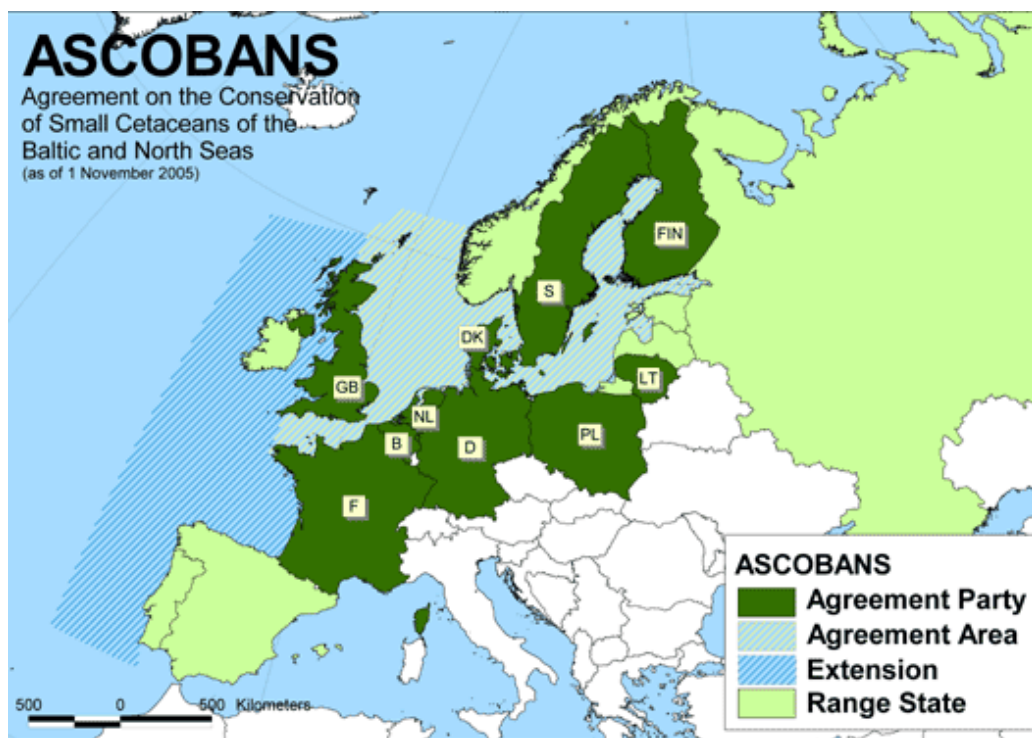 ASCOBANS
Agreement on the Conservation
of Small Cetaceans of the
Baltic and North Seas
(as of 1 November 2005)
FIN
S
DK
GB
LT
NL
B
D
PL
F
ASCOBANS
Agreement Party
Agreement Area
Extension
Range State
500 0 500 Kilometers